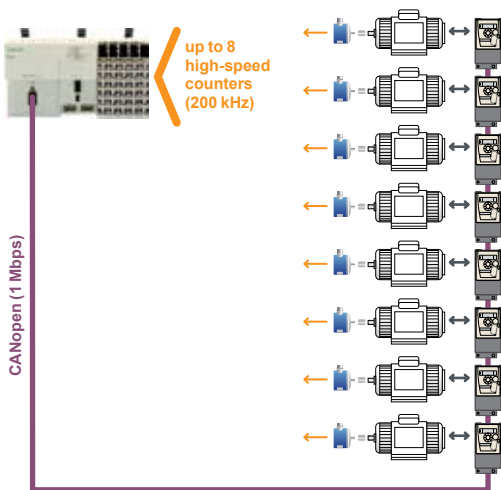 up to 8
high-speed
counters
(200 kHz)
CANopen (1 Mbps)